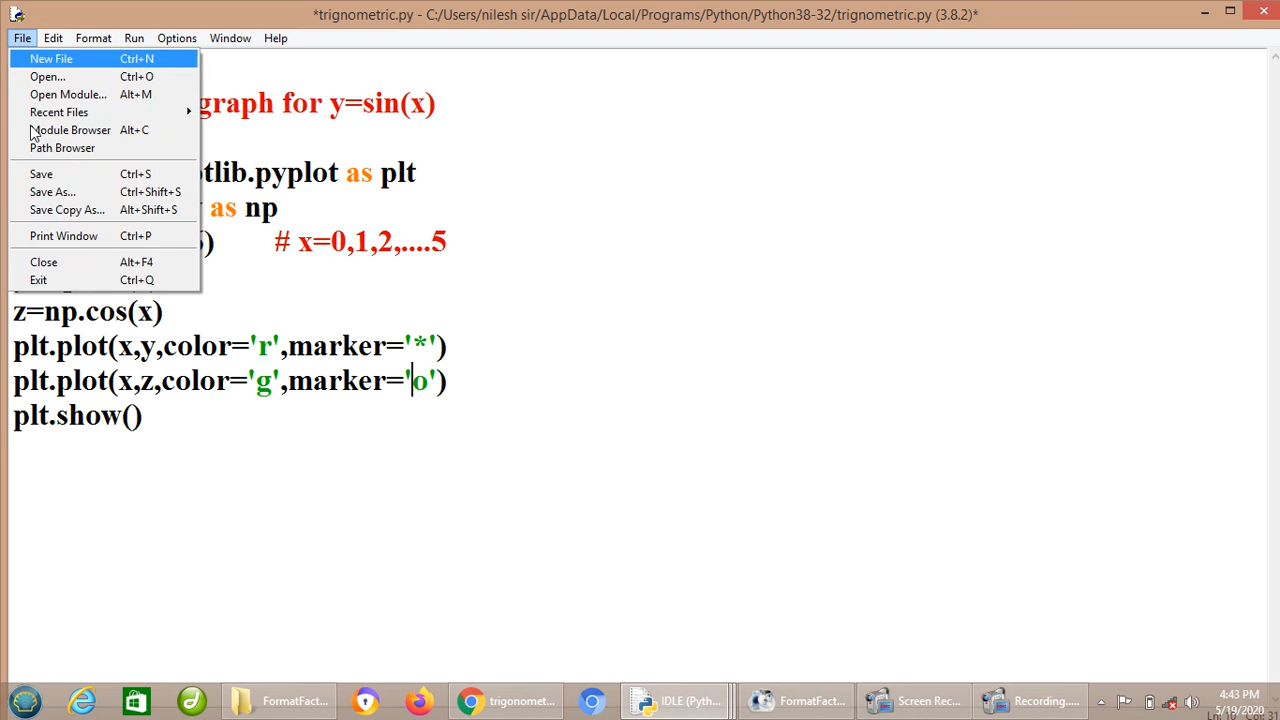 *trignometric.py - C:/Users/nilesh sir/AppData/Local/Programs/Python/Python38-32/trignometric.py (3.8.2)*
File Edit Format Run Options Window Help
New File Ctrl+N
Open... Ctrl+O
Open Module... Alt+M
Recent Files
Module Browser Alt+C
Path Browser
Save Ctrl+S
Save As... Ctrl+Shift+S
Save Copy As... Alt+Shift+S
Print Window Ctrl+P
Close Alt+F4
Exit Ctrl+Q
graph for y=sin(x)
tlib.pyplot as plt
as np
) # x=0,1,2,....5
z=np.cos(x)
plt.plot(x,y,color='r',marker='*')
plt.plot(x,z,color='g',marker='o')
plt.show()
FormatFact...
trigonomet...
IDLE (Pyth...
FormatFac...
Screen Rec...
Recording.....
4:43 PM
5/19/2020